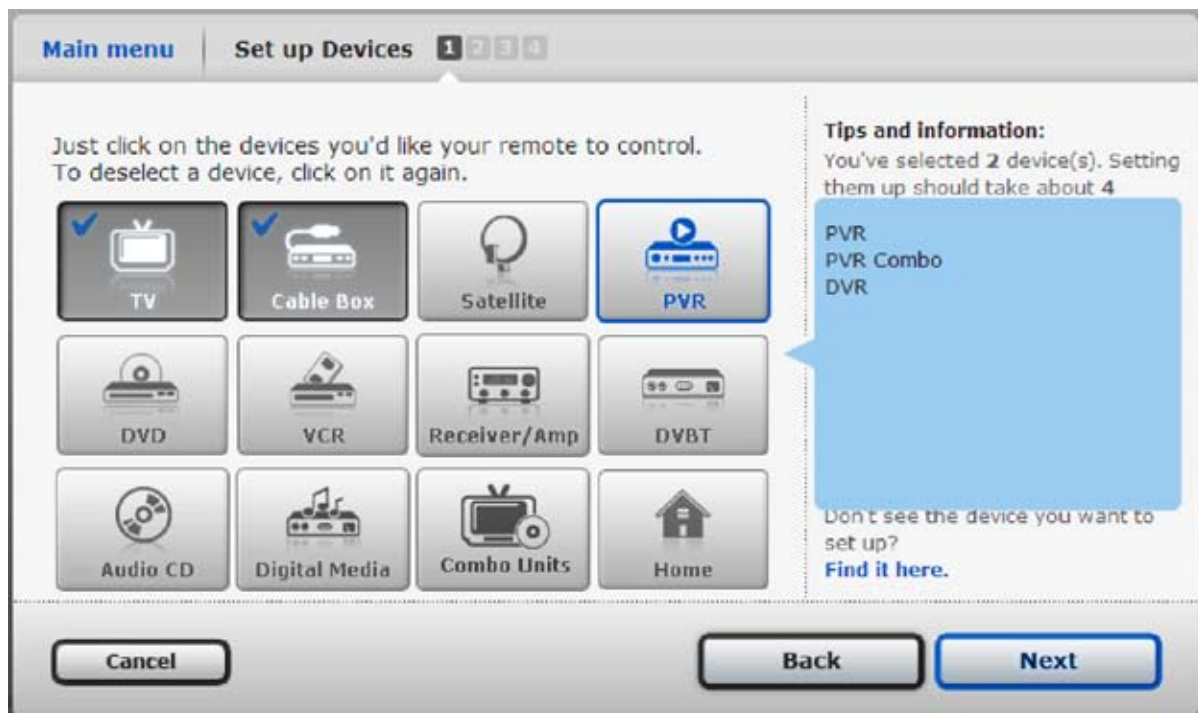 Main menu
Set up Devices 1 2 3 4
Just click on the devices you'd like your remote to control.
To deselect a device, click on it again.
TV
Cable Box
Satellite
PVR
DVD
VCR
Receiver/Amp
DVBT
Audio CD
Digital Media
Combo Units
Home
Tips and information:
You've selected 2 device(s). Setting
them up should take about 4
PVR
PVR Combo
DVR
Don't see the device you want to
set up?
Find it here.
Cancel
Back
Next